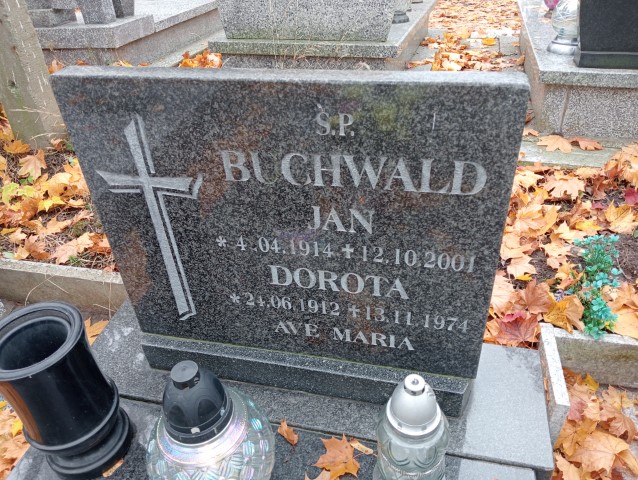 Ś.P.
BUCHWALD
JAN
* 4.04.1914 + 12.10.2001
DOROTA
* 24.06.1912 + 13.11.1974
AVE MARIA